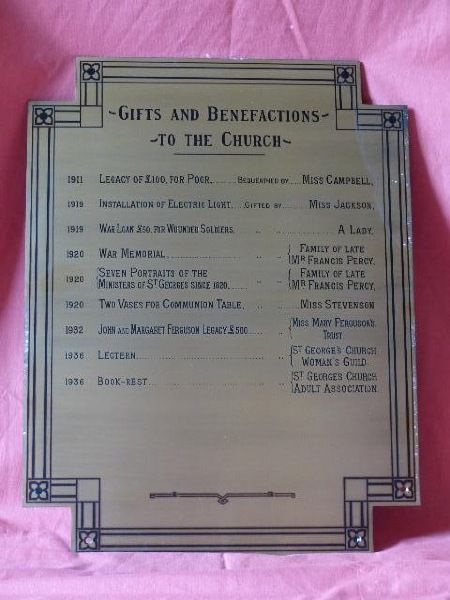 ~GIFTS AND BENEFACTIONS~
~TO THE CHURCH~
1911 LEGACY OF £100, FOR POOR....... BEQUEATHED BY.....MISS CAMPBELL.
1919 INSTALLATION OF ELECTRIC LIGHT....GIFTED BY...... MISS JACKSON.
1919 WAR LOAN £50, FOR WOUNDED SOLDIERS. .. .. A LADY.
1920 WAR MEMORIAL .. .. { FAMILY OF LATE
MR FRANCIS PERCY.
1920 { SEVEN PORTRAITS OF THE
MINISTERS OF ST GEORGES SINCE 1820. .. .. { FAMILY OF LATE
MR FRANCIS PERCY.
1920 TWO VASES FOR COMMUNION TABLE. .. .. MISS STEVENSON
1932 JOHN AND MARGARET FERGUSON LEGACY, £500 .. { MISS MARY FERGUSON'S
TRUST.
1936 LECTERN .. { ST GEORGE'S CHURCH
WOMAN'S GUILD.
1936 BOOK-REST .. .. { ST GEORGE'S CHURCH
ADULT ASSOCIATION